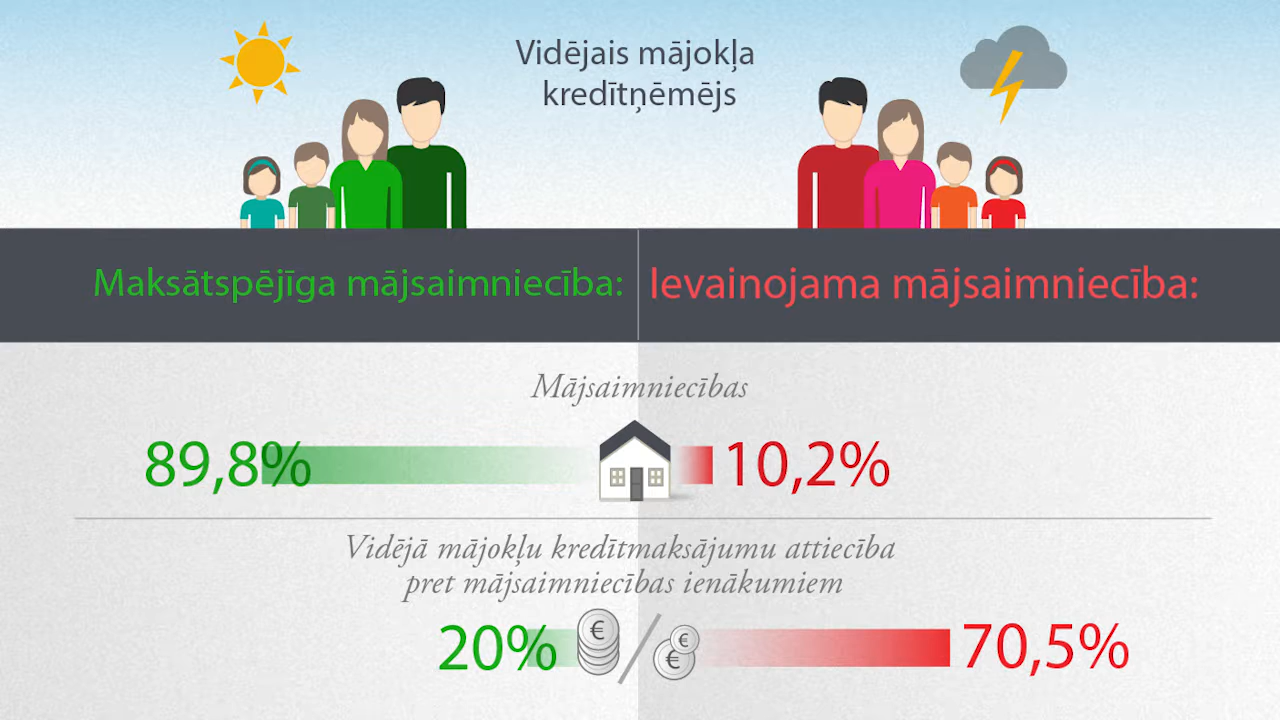 Vidējais mājokļa
kredītņēmējs
Maksātspējīga mājsaimniecība:
Ievainojama mājsaimniecība:
Mājsaimniecības
89,8%
10,2%
Vidējā mājokļu kredītmaksājumu attiecība
pret mājsaimniecības ienākumiem
20%
€
€
€
70,5%